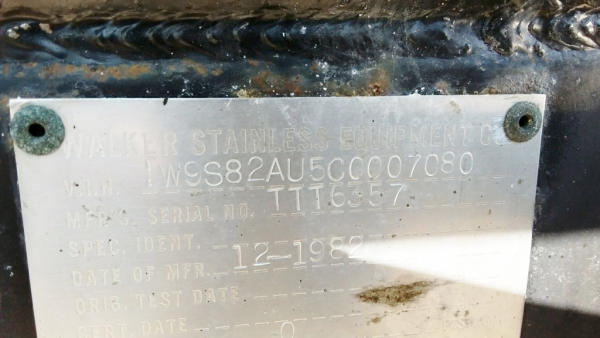 WALKER STAINLESS EQUIPMENT CO
V.I.N. 1W9S82AU5CC007080
MFR'S. SERIAL NO. TTT6357
SPEC. IDENT.
DATE OF MFR. 12-1982
ORIG. TEST DATE
CERT. DATE 0